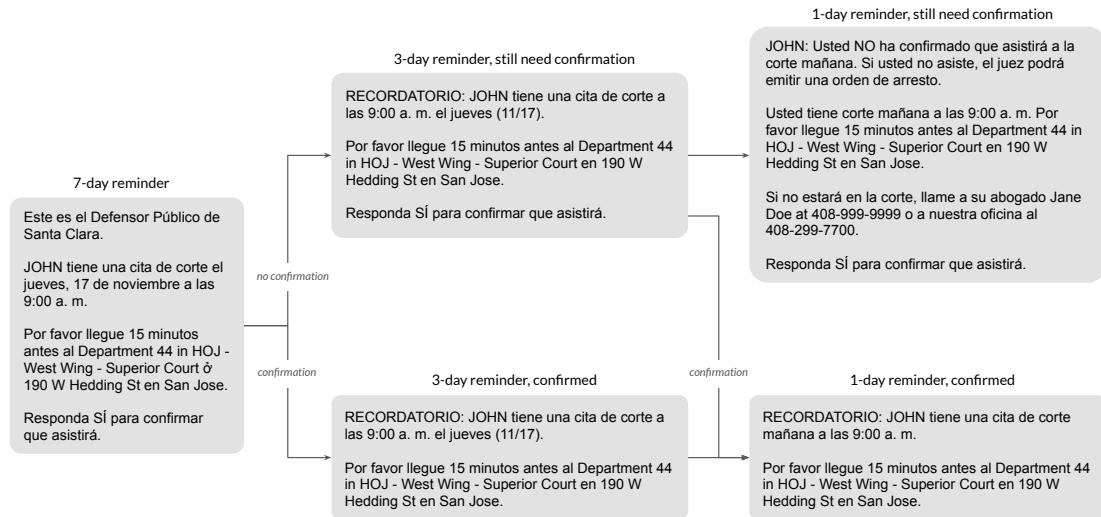 7-day reminder
Este es el Defensor Público de
Santa Clara.
JOHN tiene una cita de corte el
jueves, 17 de noviembre a las
9:00 a. m.
Por favor llegue 15 minutos
antes al Department 44 in HOJ -
West Wing - Superior Court ở
190 W Hedding St en San Jose.
Responda SÍ para confirmar
que asistirá.
no confirmation
confirmation
3-day reminder, still need confirmation
RECORDATORIO: JOHN tiene una cita de corte a
las 9:00 a. m. el jueves (11/17).
Por favor llegue 15 minutos antes al Department 44
in HOJ - West Wing - Superior Court en 190 W
Hedding St en San Jose.
Responda SÍ para confirmar que asistirá.
3-day reminder, confirmed
RECORDATORIO: JOHN tiene una cita de corte a
las 9:00 a. m. el jueves (11/17).
Por favor llegue 15 minutos antes al Department 44
in HOJ - West Wing - Superior Court en 190 W
Hedding St en San Jose.
confirmation
1-day reminder, still need confirmation
JOHN: Usted NO ha confirmado que asistirá a la
corte mañana. Si usted no asiste, el juez podrá
emitir una orden de arresto.
Usted tiene corte mañana a las 9:00 a. m. Por
favor llegue 15 minutos antes al Department 44 in
HOJ - West Wing - Superior Court en 190 W
Hedding St en San Jose.
Si no estará en la corte, llame a su abogado Jane
Doe at 408-999-9999 o a nuestra oficina al
408-299-7700.
Responda SÍ para confirmar que asistirá.
1-day reminder, confirmed
RECORDATORIO: JOHN tiene una cita de corte
mañana a las 9:00 a. m.
Por favor llegue 15 minutos antes al Department 44
in HOJ - West Wing - Superior Court en 190 W
Hedding St en San Jose.